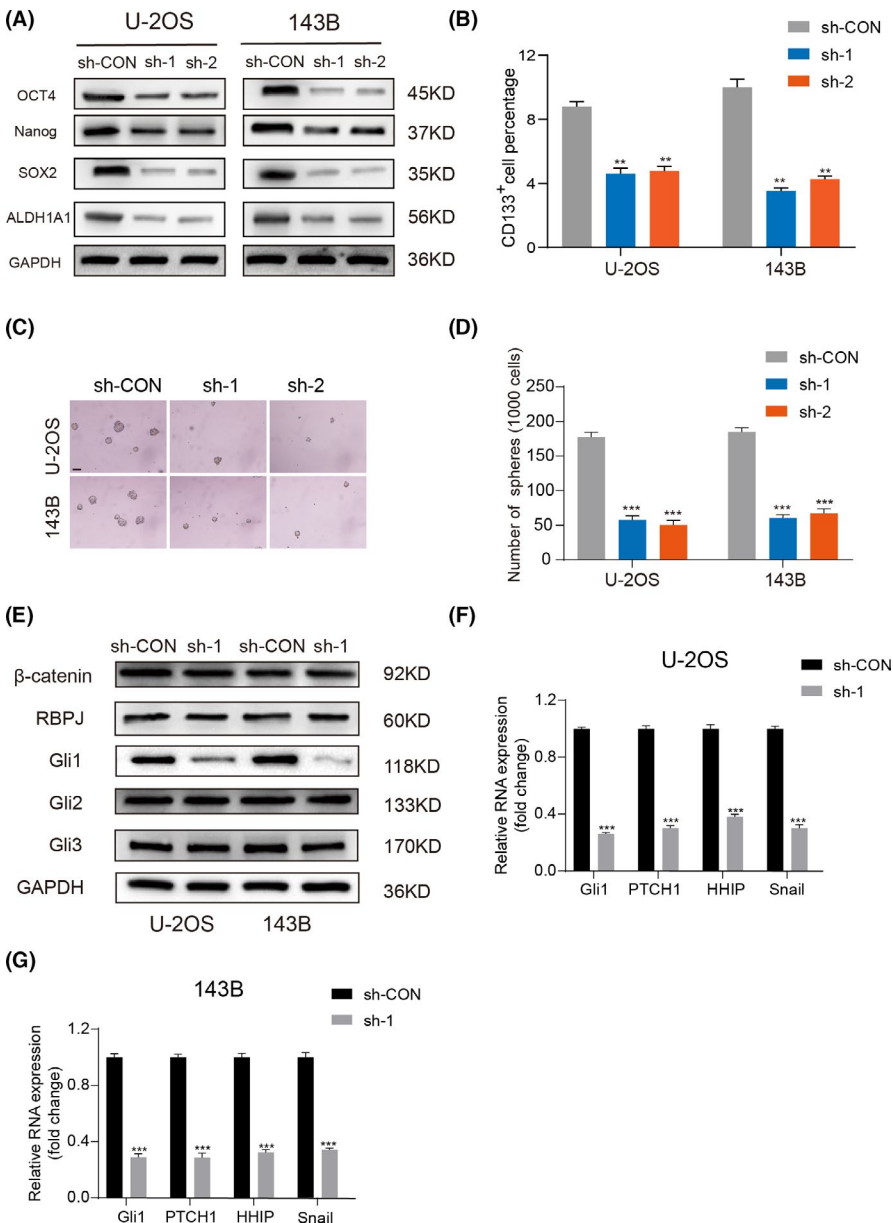 (A)
U-2OS 143B
sh-CON sh-1 sh-2 sh-CON sh-1 sh-2
OCT4 45KD
Nanog 37KD
SOX2 35KD
ALDH1A1 56KD
GAPDH 36KD
(B)
sh-CON
sh-1
sh-2
CD133+ cell percentage
12
8
4
0
** ** ** **
U-2OS 143B
(C)
sh-CON sh-1 sh-2
U-2OS
143B
(D)
sh-CON
sh-1
sh-2
Number of spheres (1000 cells)
250
200
150
100
50
0
*** *** *** ***
U-2OS 143B
(E)
sh-CON sh-1 sh-CON sh-1
β-catenin 92KD
RBPJ 60KD
Gli1 118KD
Gli2 133KD
Gli3 170KD
GAPDH 36KD
U-2OS 143B
(F)
U-2OS
sh-CON
sh-1
Relative RNA expression
(fold change)
1.2
0.8
0.4
0.0
*** *** *** ***
Gli1 PTCH1 HHIP Snail
(G)
143B
sh-CON
sh-1
Relative RNA expression
(fold change)
1.2
0.8
0.4
0.0
*** *** *** ***
Gli1 PTCH1 HHIP Snail